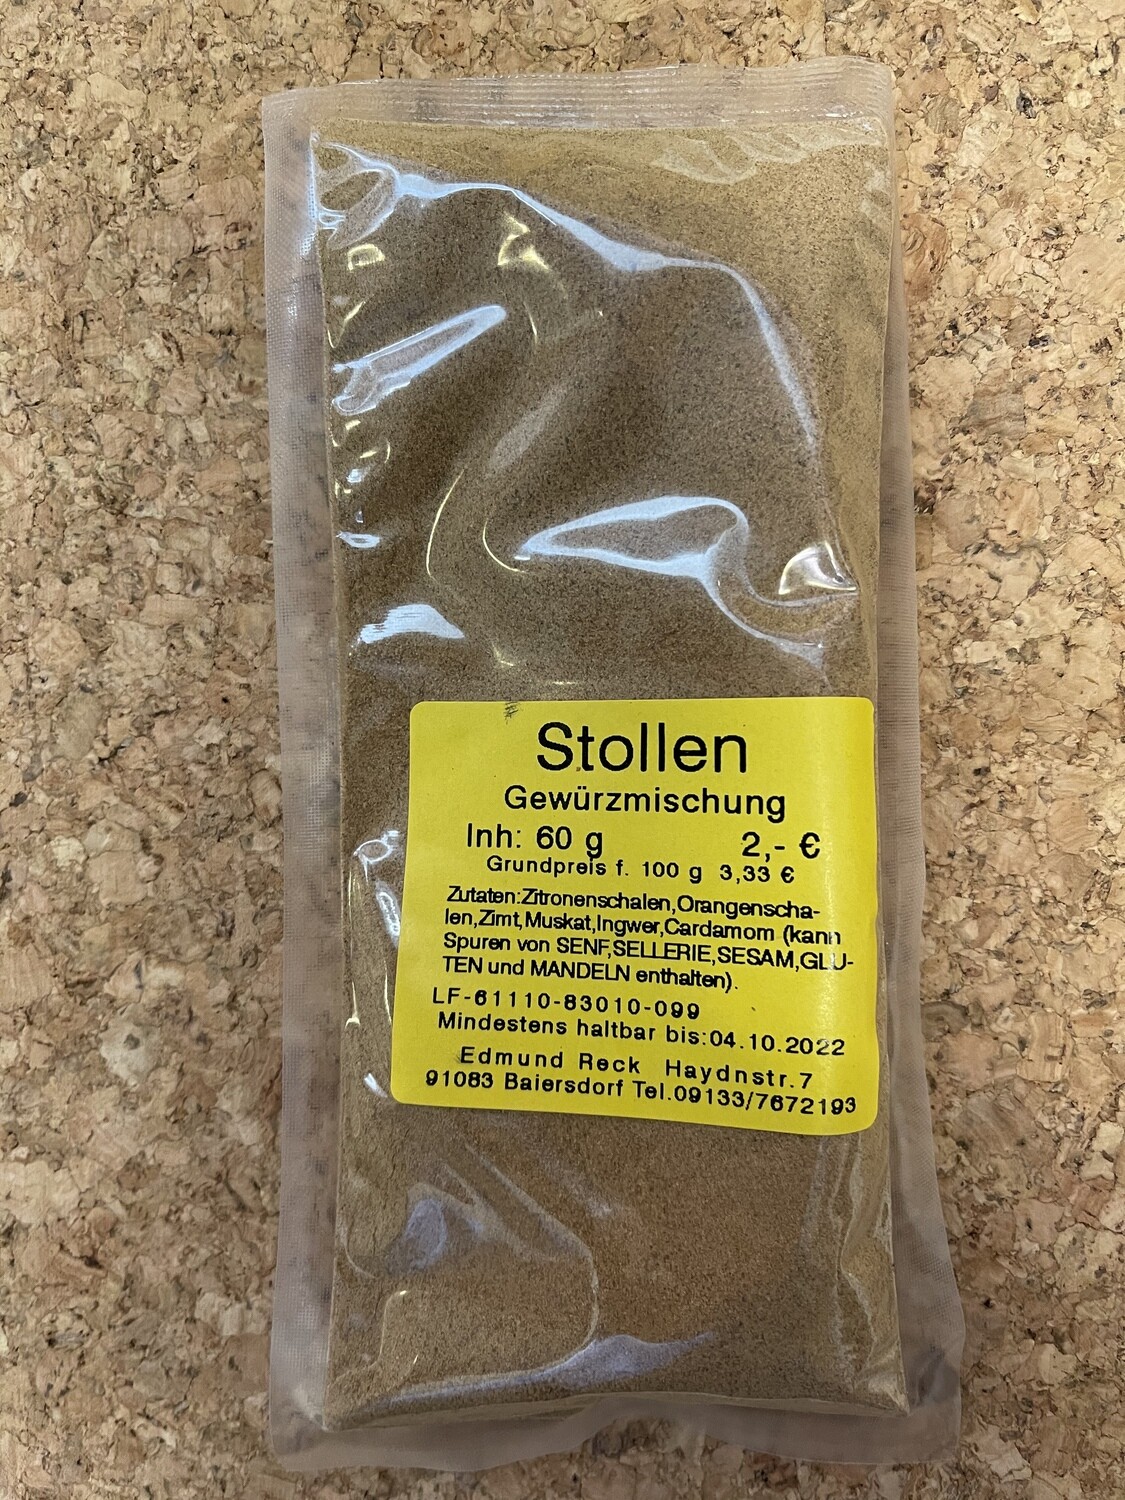 Stollen
Gewürzmischung
Inh: 60 g 2,- €
Grundpreis f. 100 g 3,33 €
Zutaten:Zitronenschalen,Orangenscha-
len,Zimt,Muskat,Ingwer,Cardamom (kann
Spuren von SENF,SELLERIE,SESAM,GLU-
TEN und MANDELN enthalten).
LF-61110-83010-099
Mindestens haltbar bis:04.10.2022
Edmund Reck Haydnstr.7
91083 Baiersdorf Tel.09133/7672193